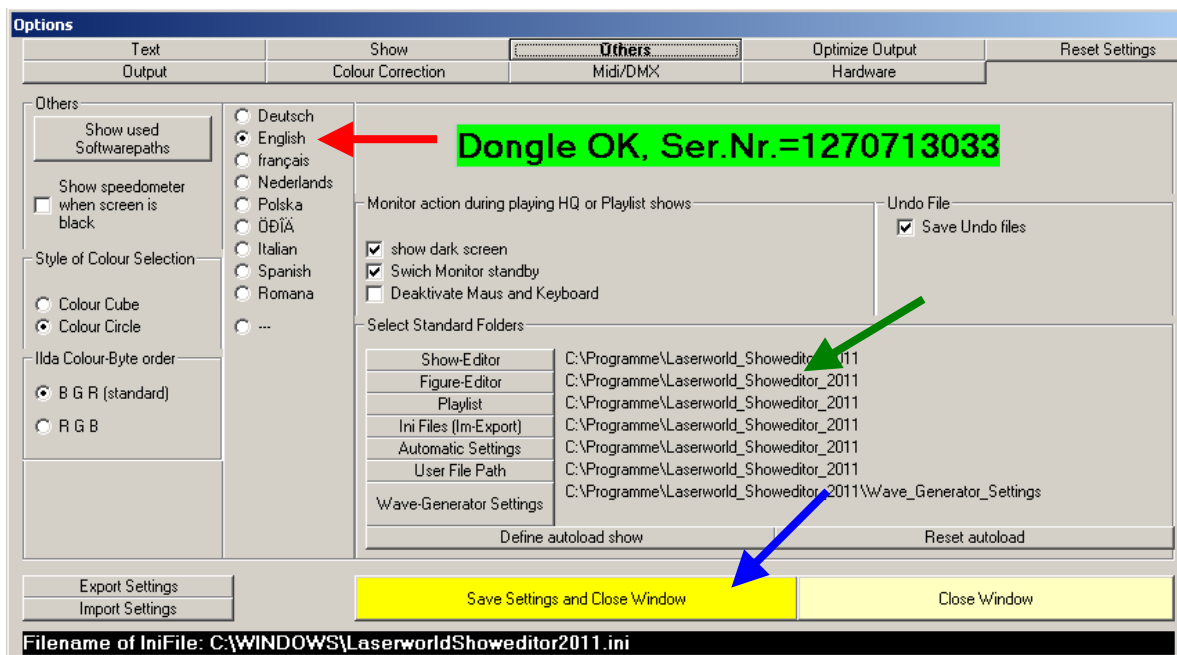 Options
Text Show Others Optimize Output Reset Settings
Output Colour Correction Midi/DMX Hardware
Others
Show used
Softwarepaths
Show speedometer
when screen is
black
Style of Colour Selection
Colour Cube
Colour Circle
Ilda Colour-Byte order
B G R (standard)
R G B
Deutsch
English
français
Nederlands
Polska
ÖÐÎÄ
Italian
Spanish
Romana
---
Dongle OK, Ser.Nr.=1270713033
Monitor action during playing HQ or Playlist shows
show dark screen
Swich Monitor standby
Deaktivate Maus and Keyboard
Undo File
Save Undo files
Select Standard Folders
Show-Editor C:\Programme\Laserworld_Showeditor_2011
Figure-Editor C:\Programme\Laserworld_Showeditor_2011
Playlist C:\Programme\Laserworld_Showeditor_2011
Ini Files (Im-Export) C:\Programme\Laserworld_Showeditor_2011
Automatic Settings C:\Programme\Laserworld_Showeditor_2011
User File Path C:\Programme\Laserworld_Showeditor_2011
Wave-Generator Settings C:\Programme\Laserworld_Showeditor_2011\Wave_Generator_Settings
Define autoload show Reset autoload
Export Settings
Import Settings
Save Settings and Close Window Close Window
Filename of IniFile: C:\WINDOWS\LaserworldShoweditor2011.ini